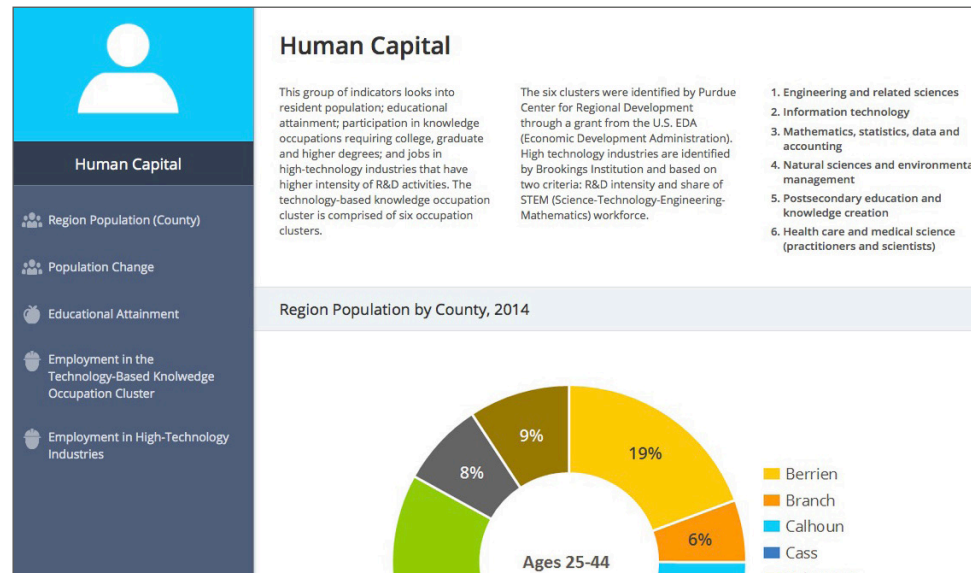 Human Capital
Region Population (County)
Population Change
Educational Attainment
Employment in the
Technology-Based Knolwedge
Occupation Cluster
Employment in High-Technology
Industries
Human Capital
This group of indicators looks into
resident population; educational
attainment; participation in knowledge
occupations requiring college, graduate
and higher degrees; and jobs in
high-technology industries that have
higher intensity of R&D activities. The
technology-based knowledge occupation
cluster is comprised of six occupation
clusters.
The six clusters were identified by Purdue
Center for Regional Development
through a grant from the U.S. EDA
(Economic Development Administration).
High technology industries are identified
by Brookings Institution and based on
two criteria: R&D intensity and share of
STEM (Science-Technology-Engineering-
Mathematics) workforce.
1. Engineering and related sciences
2. Information technology
3. Mathematics, statistics, data and
accounting
4. Natural sciences and environmenta
management
5. Postsecondary education and
knowledge creation
6. Health care and medical science
(practitioners and scientists)
Region Population by County, 2014
9%
19%
8%
6%
Ages 25-44
Berrien
Branch
Calhoun
Cass